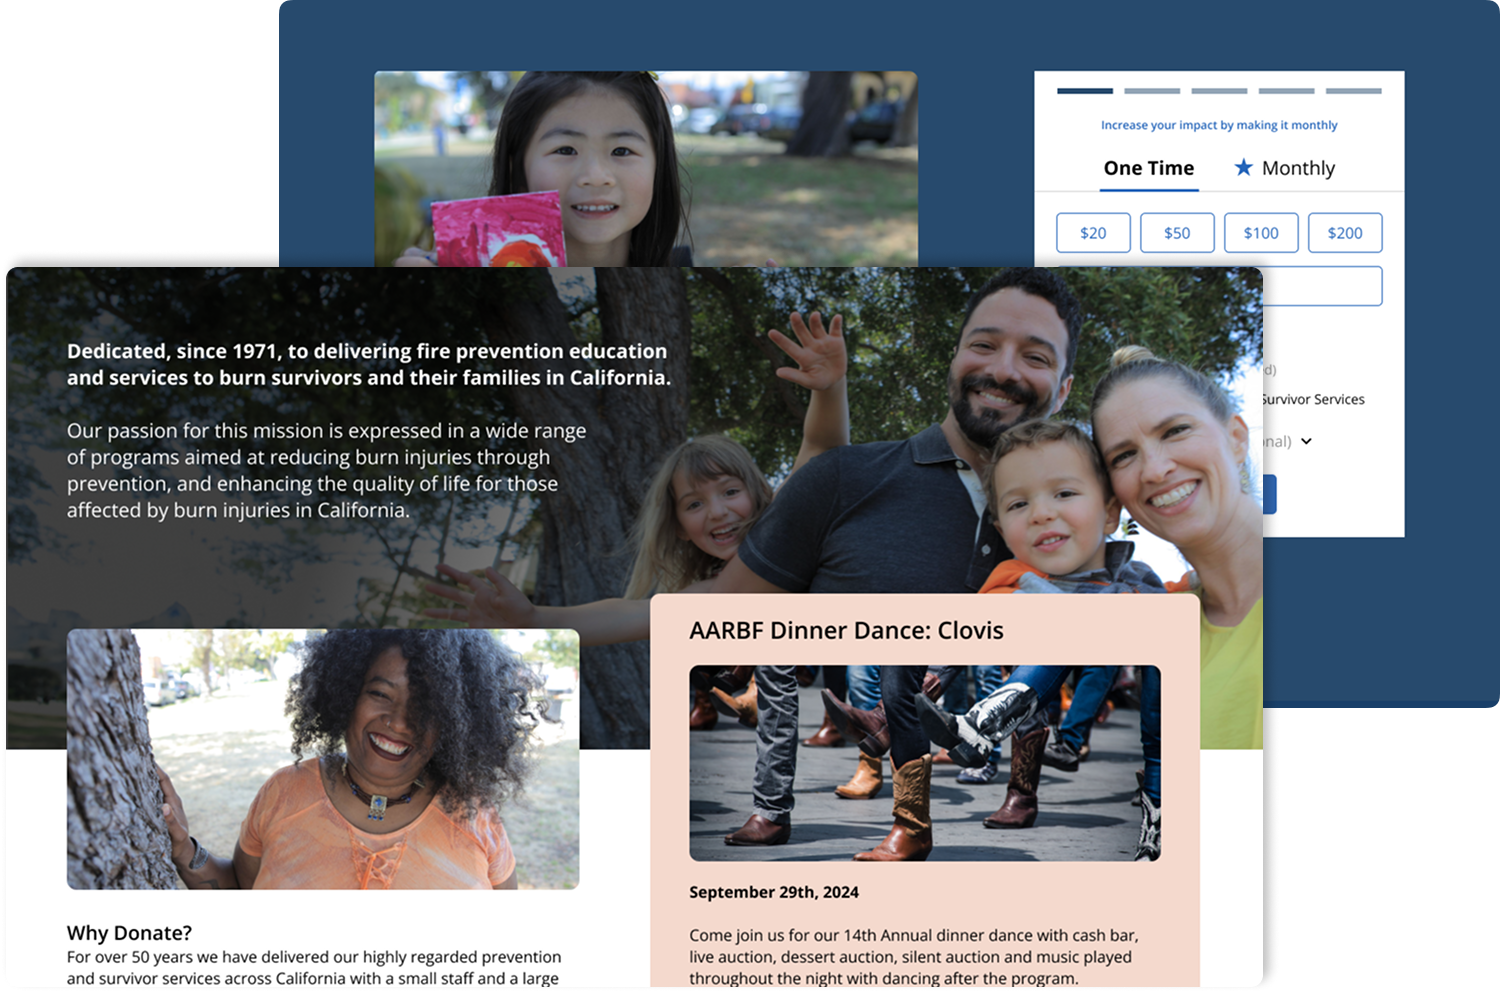 Increase your impact by making it monthly
One Time ★ Monthly
$20 $50 $100 $200
Survivor Services
Dedicated, since 1971, to delivering fire prevention education
and services to burn survivors and their families in California.
Our passion for this mission is expressed in a wide range
of programs aimed at reducing burn injuries through
prevention, and enhancing the quality of life for those
affected by burn injuries in California.
AARBF Dinner Dance: Clovis
September 29th, 2024
Come join us for our 14th Annual dinner dance with cash bar,
live auction, dessert auction, silent auction and music played
throughout the night with dancing after the program.
Why Donate?
For over 50 years we have delivered our highly regarded prevention
and survivor services across California with a small staff and a large